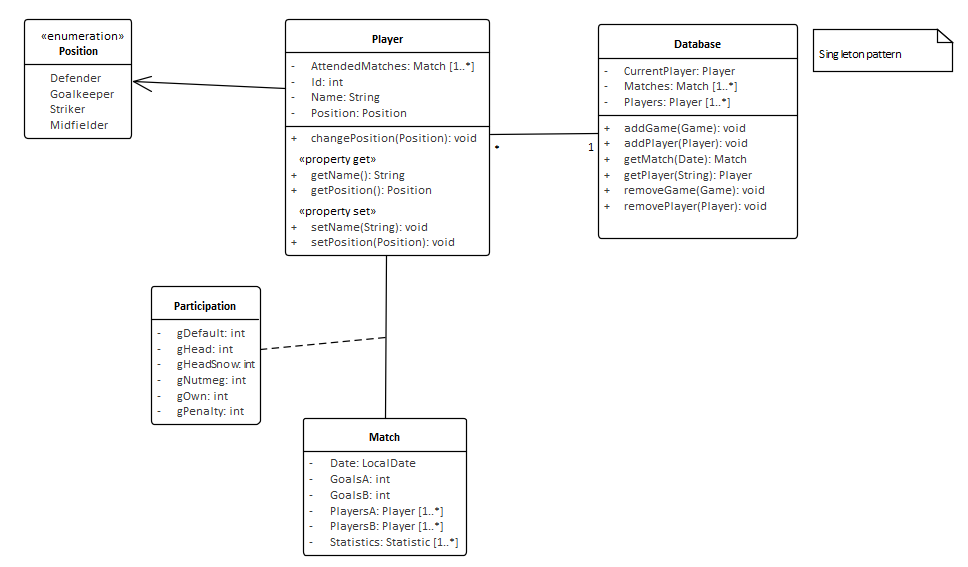 «enumeration»
Position
Defender
Goalkeeper
Striker
Midfielder
Player
- AttendedMatches: Match [1..*]
- Id: int
- Name: String
- Position: Position
+ changePosition(Position): void
«property get»
+ getName(): String
+ getPosition(): Position
«property set»
+ setName(String): void
+ setPosition(Position): void
*
1
Database
- CurrentPlayer: Player
- Matches: Match [1..*]
- Players: Player [1..*]
+ addGame(Game): void
+ addPlayer(Player): void
+ getMatch(Date): Match
+ getPlayer(String): Player
+ removeGame(Game): void
+ removePlayer(Player): void
Singleton pattern
Participation
- gDefault: int
- gHead: int
- gHeadSnow: int
- gNutmeg: int
- gOwn: int
- gPenalty: int
Match
- Date: LocalDate
- GoalsA: int
- GoalsB: int
- PlayersA: Player [1..*]
- PlayersB: Player [1..*]
- Statistics: Statistic [1..*]